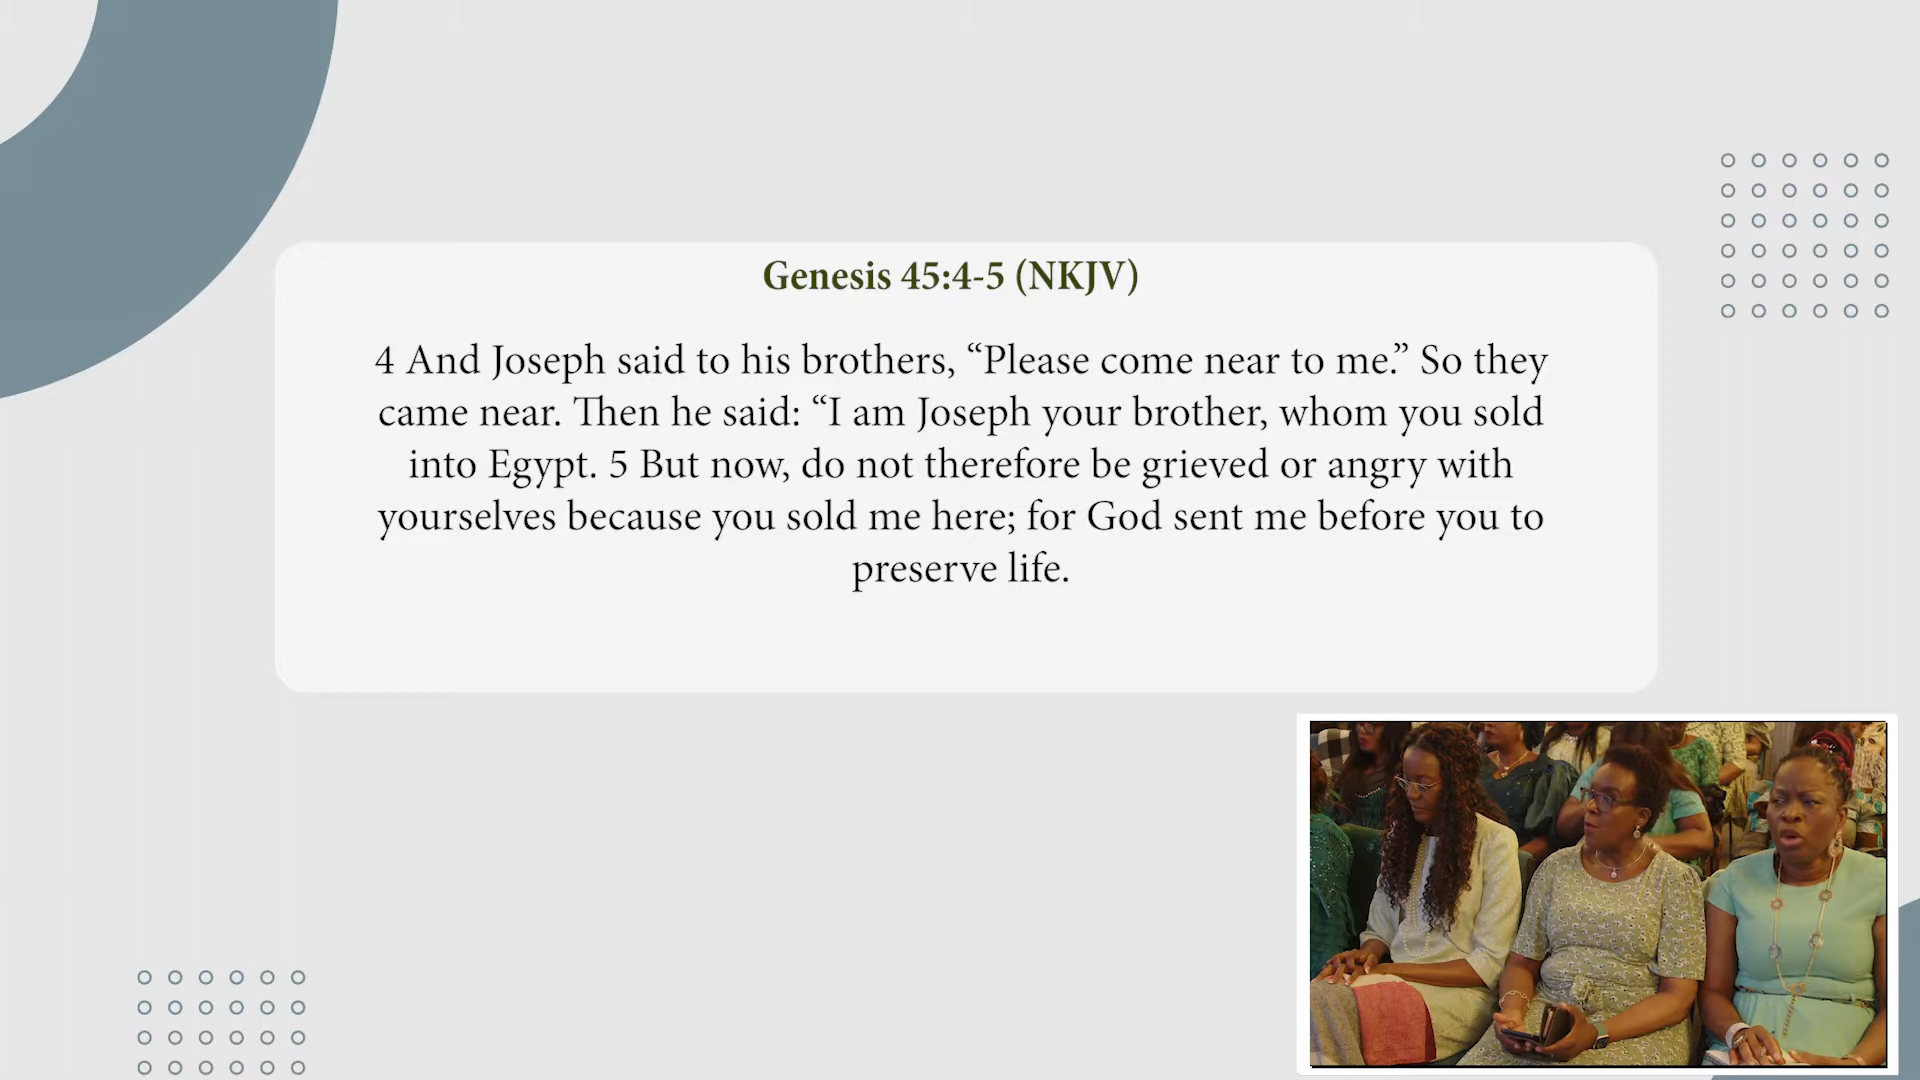 Genesis 45:4-5 (NKJV)
4 And Joseph said to his brothers, “Please come near to me.” So they
came near. Then he said: “I am Joseph your brother, whom you sold
into Egypt. 5 But now, do not therefore be grieved or angry with
yourselves because you sold me here; for God sent me before you to
preserve life.